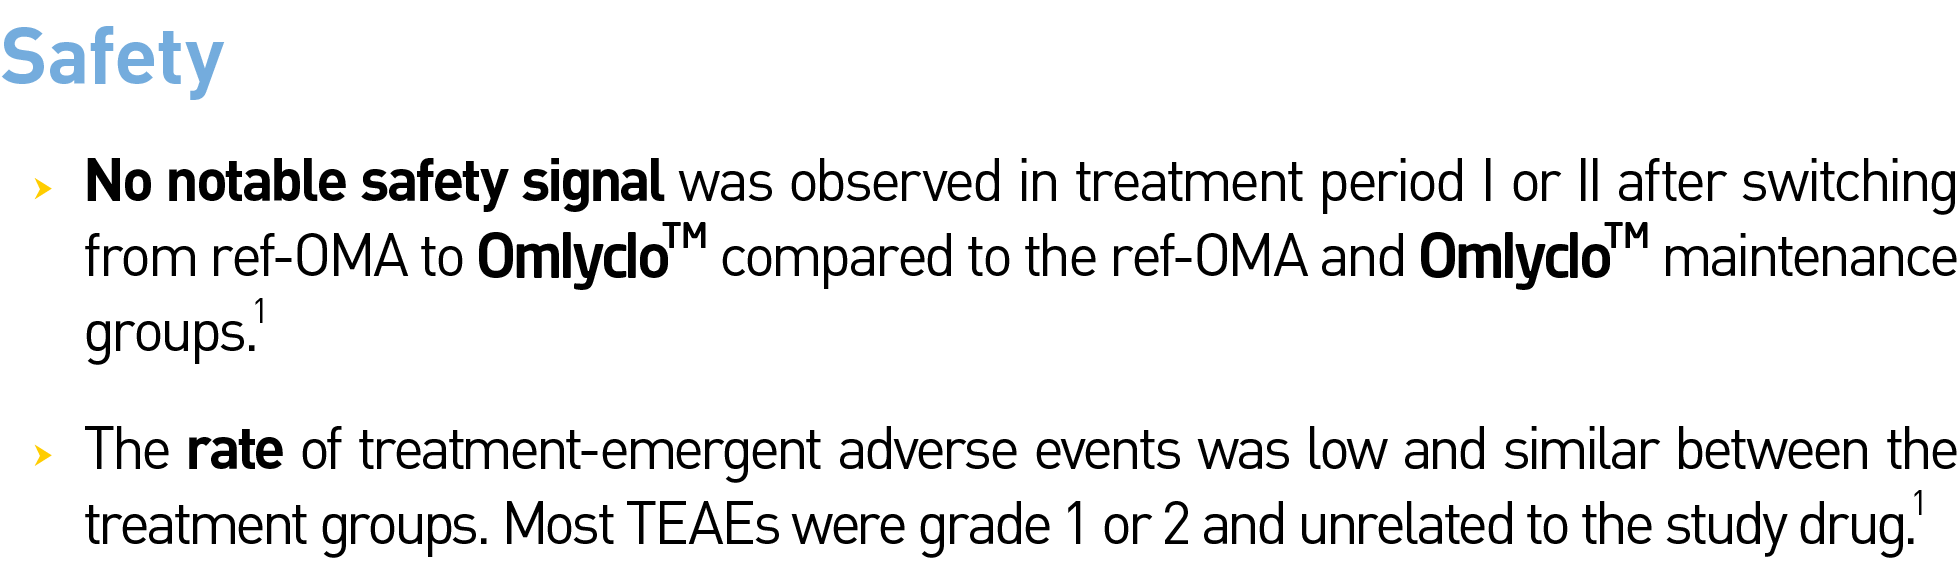 Safety
No notable safety signal was observed in treatment period I or II after switching
from ref-OMA to Omlyclo™ compared to the ref-OMA and Omlyclo™ maintenance
groups.¹
The rate of treatment-emergent adverse events was low and similar between the
treatment groups. Most TEAEs were grade 1 or 2 and unrelated to the study drug.¹